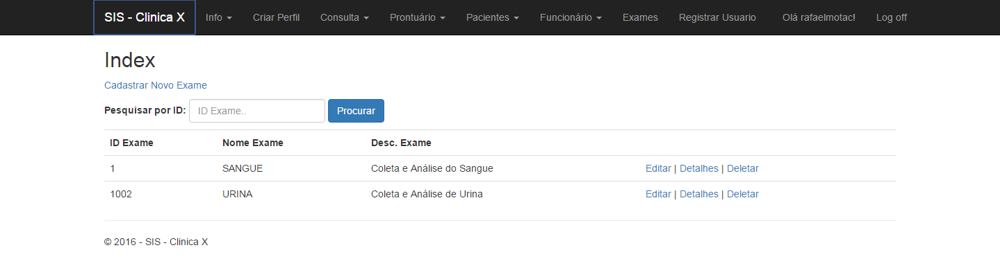 SIS - Clinica X Info Criar Perfil Consulta Prontuário Pacientes Funcionário Exames Registrar Usuario Olá rafaelmotac! Log off
Index
Cadastrar Novo Exame
Pesquisar por ID: ID Exame.. Procurar
ID Exame Nome Exame Desc. Exame
1 SANGUE Coleta e Análise do Sangue Editar | Detalhes | Deletar
1002 URINA Coleta e Análise de Urina Editar | Detalhes | Deletar
© 2016 - SIS - Clinica X